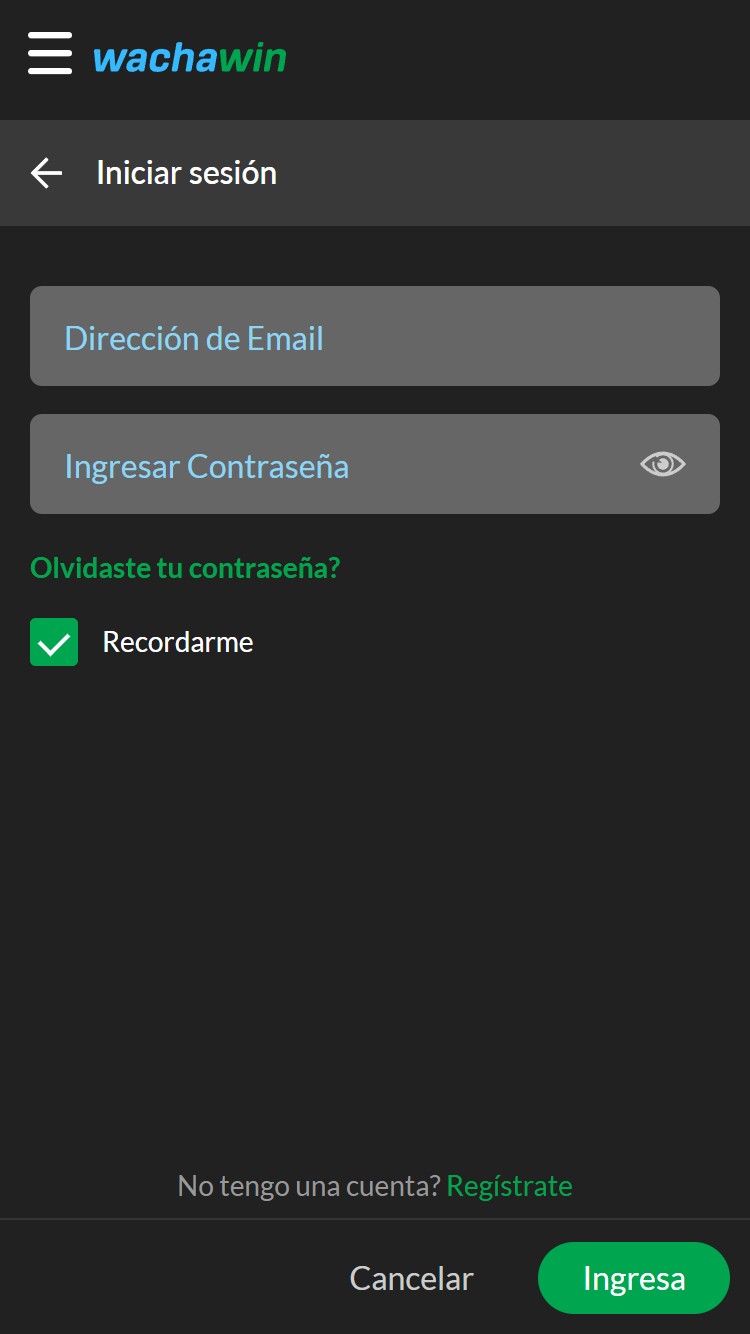 wachawin
Iniciar sesión
Dirección de Email
Ingresar Contraseña
Olvidaste tu contraseña?
Recordarme
No tengo una cuenta? Regístrate
Cancelar
Ingresa